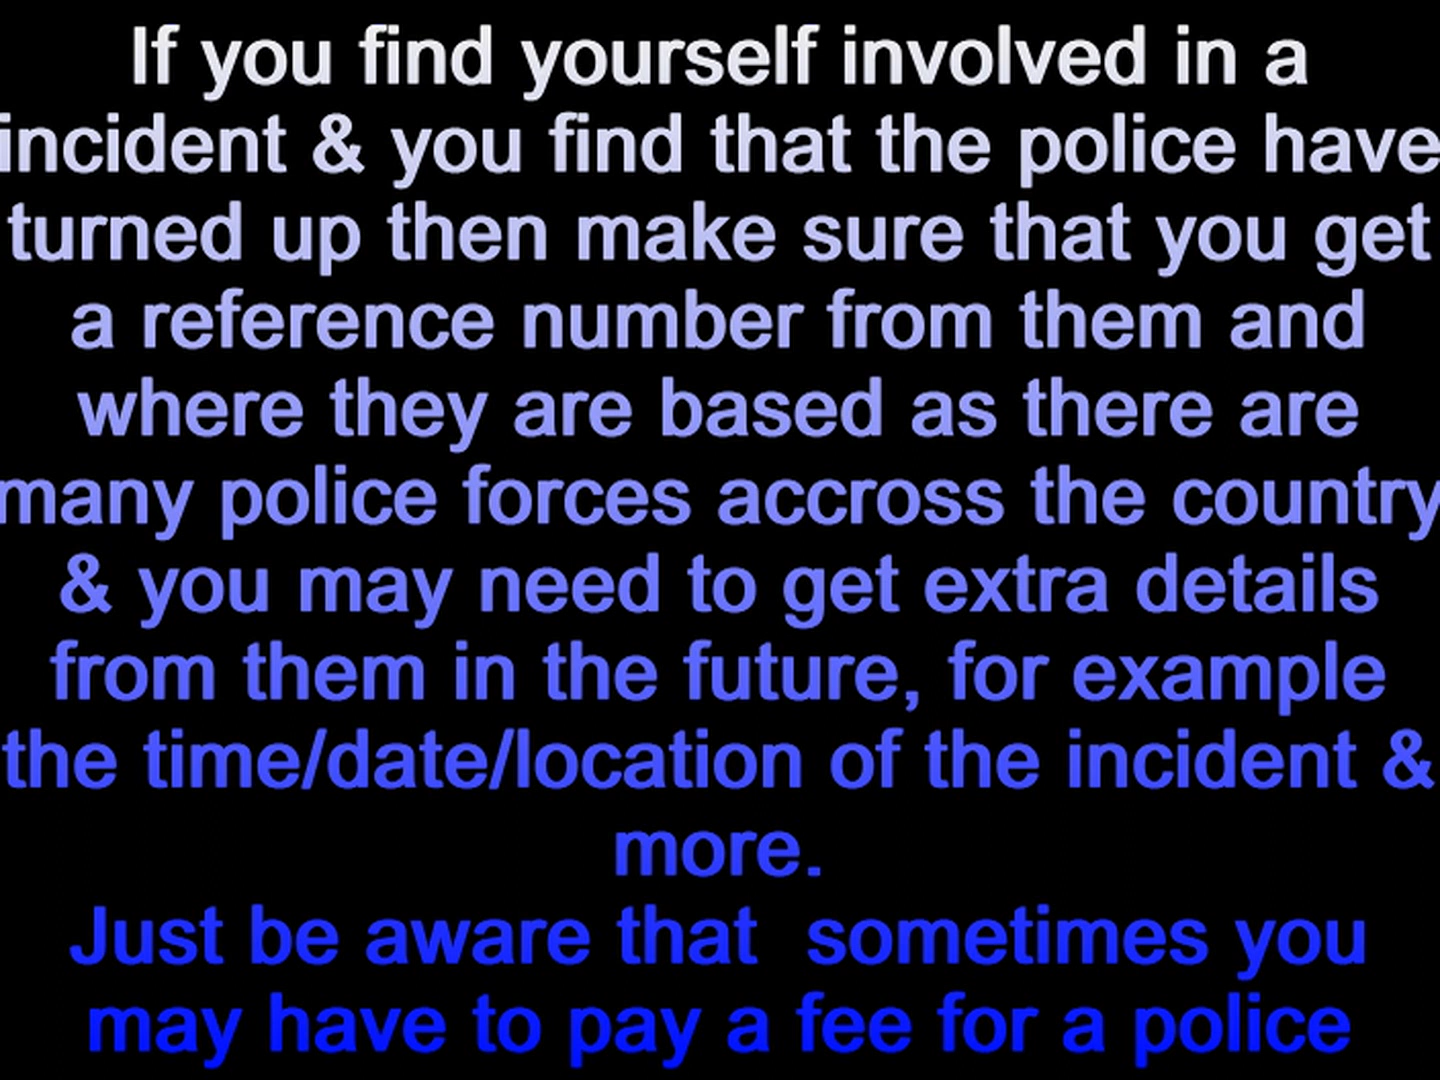 If you find yourself involved in a
incident & you find that the police have
turned up then make sure that you get
a reference number from them and
where they are based as there are
many police forces accross the country
& you may need to get extra details
from them in the future, for example
the time/date/location of the incident &
more.
Just be aware that  sometimes you
may have to pay a fee for a police